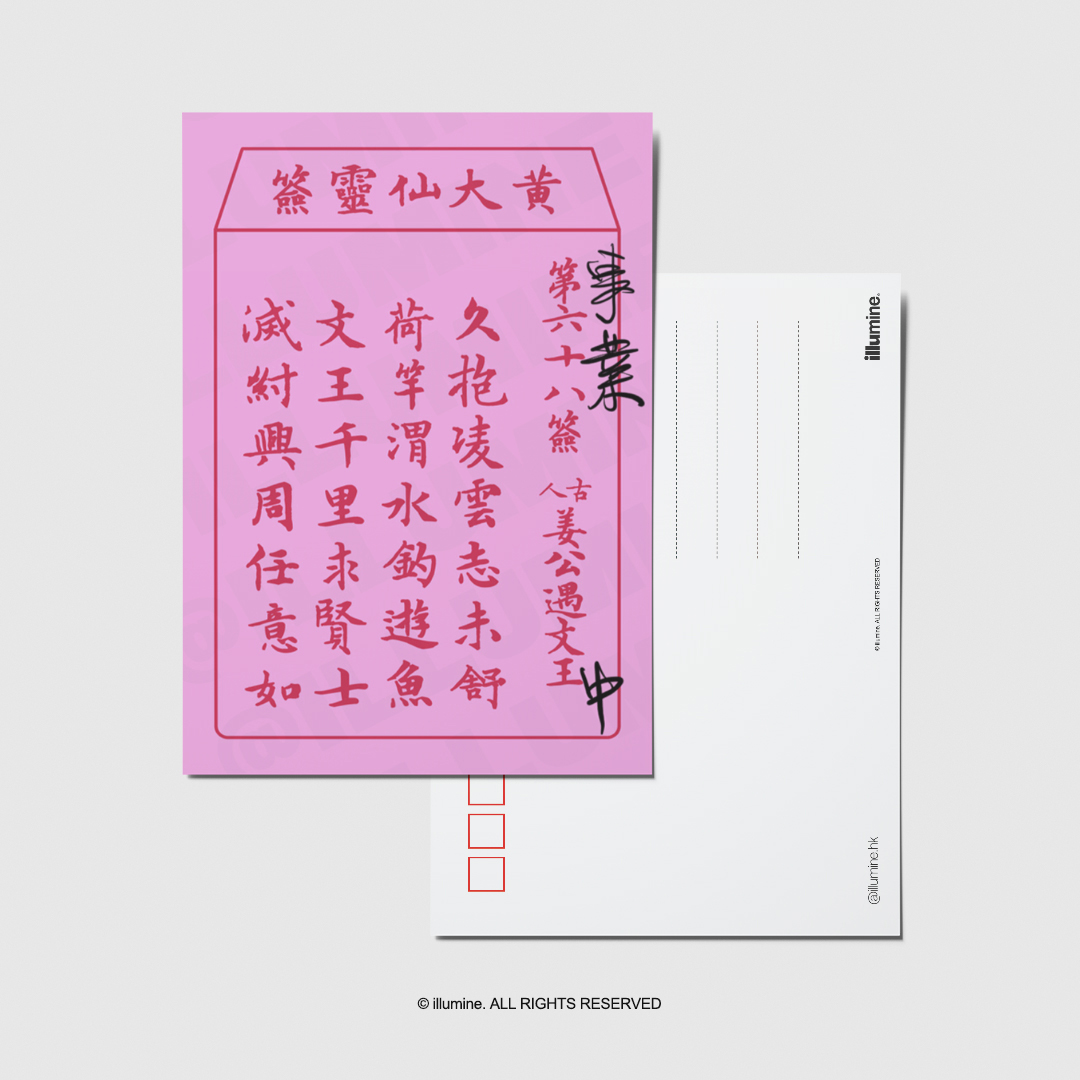 黄大仙靈簽
事業 中
第六十八簽 古人 姜公遇文王
久抱凌雲志未舒
荷竿渭水釣遊魚
文王千里求賢士
滅紂興周任意如
illumine.
© illumine. ALL RIGHTS RESERVED
@illumine.hk
© illumine. ALL RIGHTS RESERVED